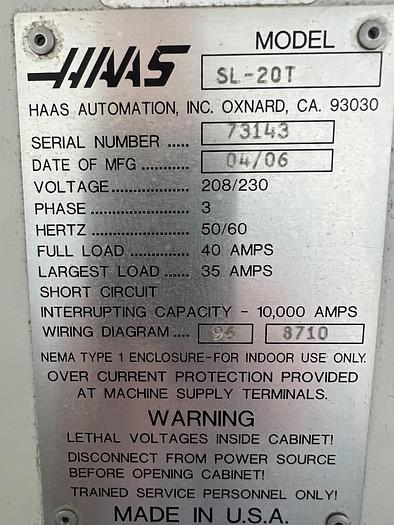 HAAS MODEL
SL-20T
HAAS AUTOMATION, INC. OXNARD, CA. 93030
SERIAL NUMBER ..... 73143
DATE OF MFG ..... 04/06
VOLTAGE ................ 208/230
PHASE .................... 3
HERTZ .................... 50/60
FULL LOAD ............ 40 AMPS
LARGEST LOAD ...... 35 AMPS
SHORT CIRCUIT
INTERRUPTING CAPACITY - 10,000 AMPS
WIRING DIAGRAM .... 96 8710
NEMA TYPE 1 ENCLOSURE-FOR INDOOR USE ONLY.
OVER CURRENT PROTECTION PROVIDED
AT MACHINE SUPPLY TERMINALS.
WARNING
LETHAL VOLTAGES INSIDE CABINET!
DISCONNECT FROM POWER SOURCE
BEFORE OPENING CABINET!
TRAINED SERVICE PERSONNEL ONLY!
MADE IN U.S.A.